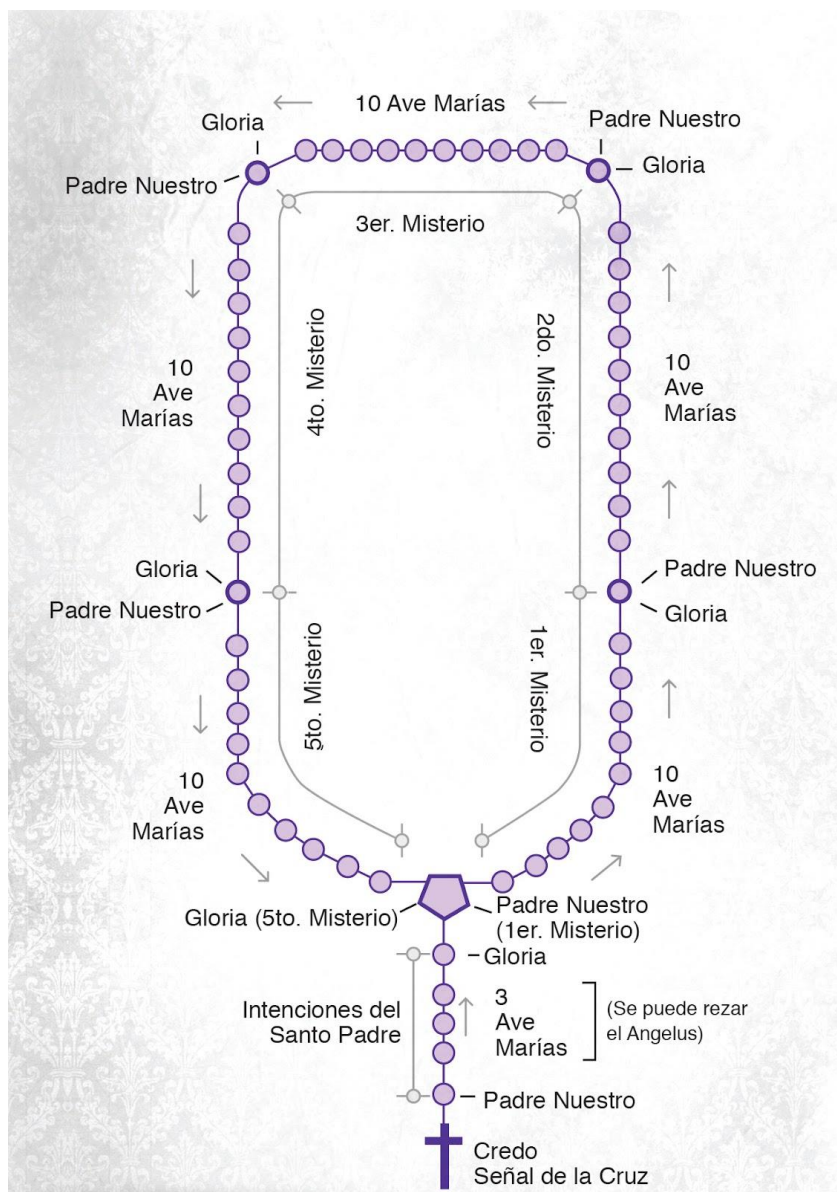 10 Ave Marías
Gloria
Padre Nuestro
Padre Nuestro
Gloria
3er. Misterio
4to. Misterio
2do. Misterio
10
Ave
Marías
10
Ave
Marías
Gloria
Padre Nuestro
Padre Nuestro
Gloria
5to. Misterio
1er. Misterio
10
Ave
Marías
10
Ave
Marías
Gloria (5to. Misterio)
Padre Nuestro
(1er. Misterio)
Gloria
Intenciones del
Santo Padre
3
Ave
Marías
(Se puede rezar
el Angelus)
Padre Nuestro
Credo
Señal de la Cruz